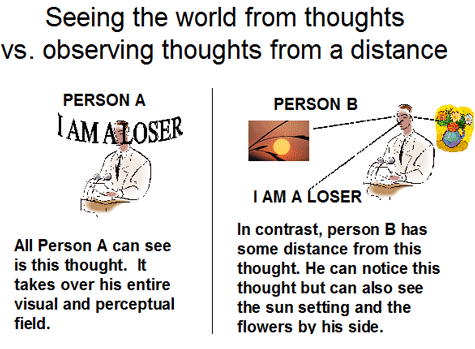 Seeing the world from thoughts
vs. observing thoughts from a distance
PERSON A
I AM A LOSER
All Person A can see
is this thought. It
takes over his entire
visual and perceptual
field.
PERSON B
I AM A LOSER
In contrast, person B has
some distance from this
thought. He can notice this
thought but can also see
the sun setting and the
flowers by his side.